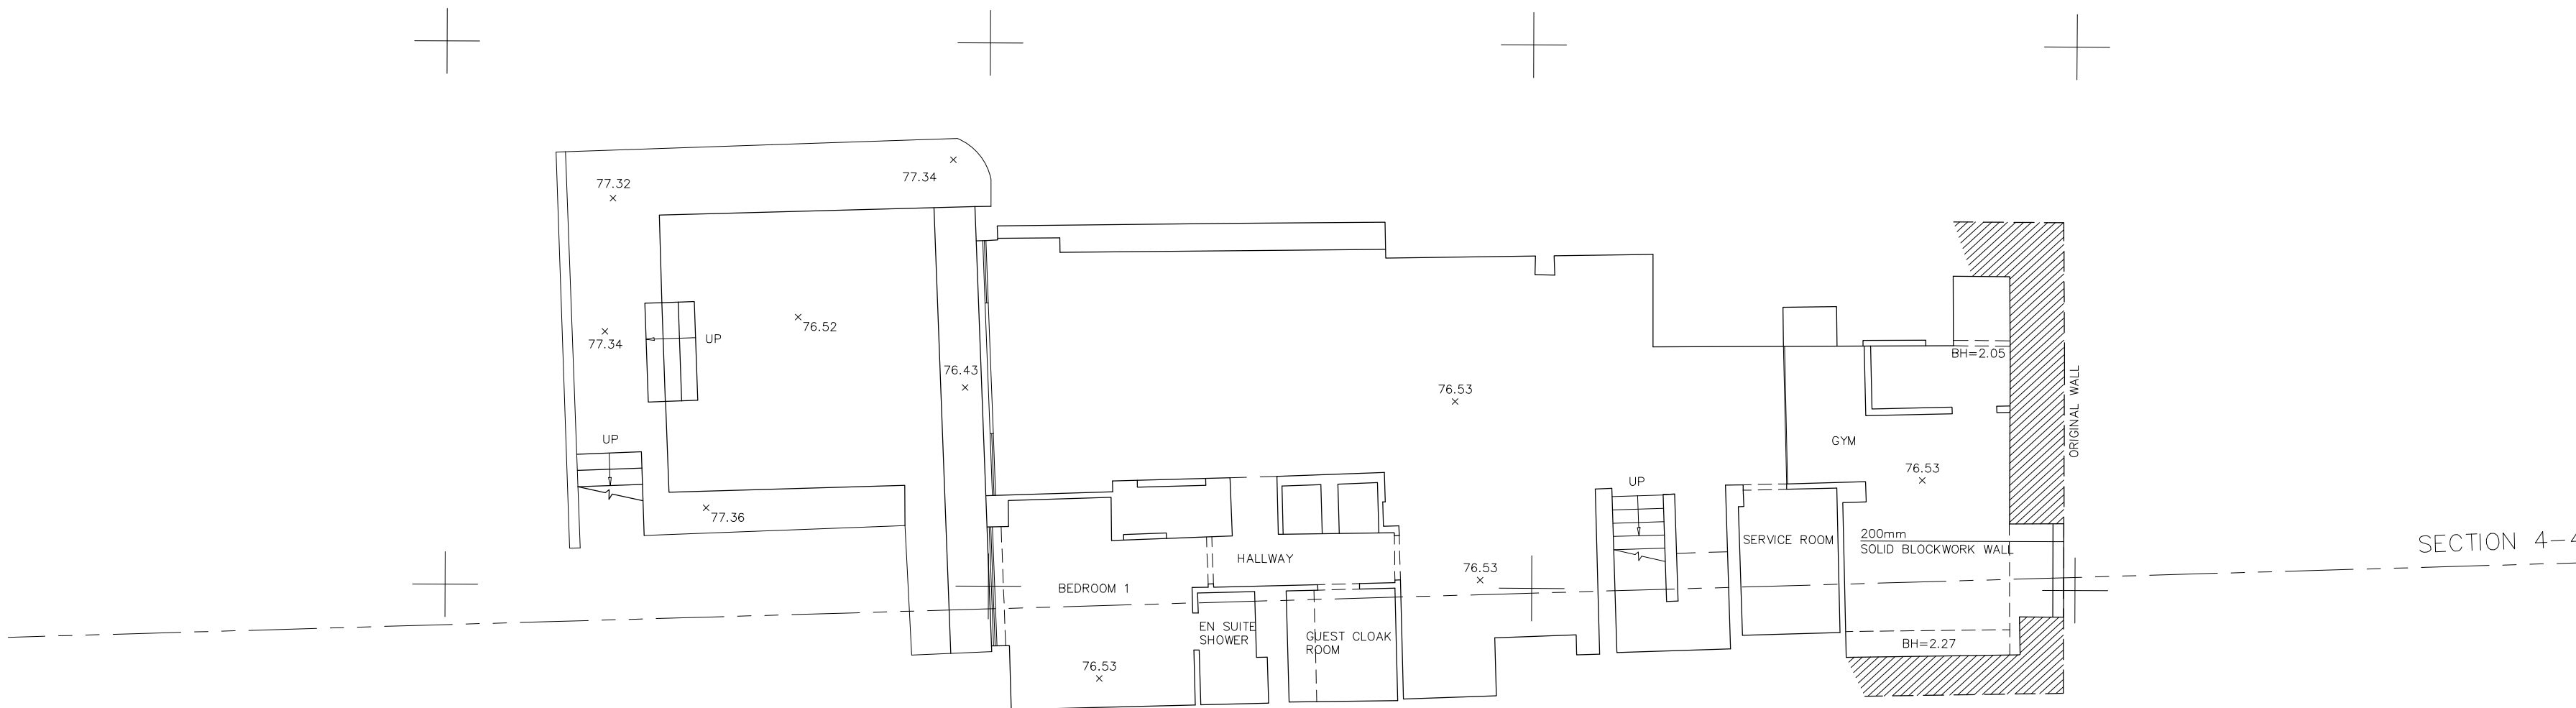 77.32
77.34
77.34
UP
76.52
76.43
UP
77.36
76.53
BH=2.05
ORIGINAL WALL
GYM
76.53
UP
200mm
SOLID BLOCKWORK WALL
SERVICE ROOM
SECTION 4-4
HALLWAY
BEDROOM 1
76.53
EN SUITE
SHOWER
GUEST CLOAK
ROOM
BH=2.27
76.53